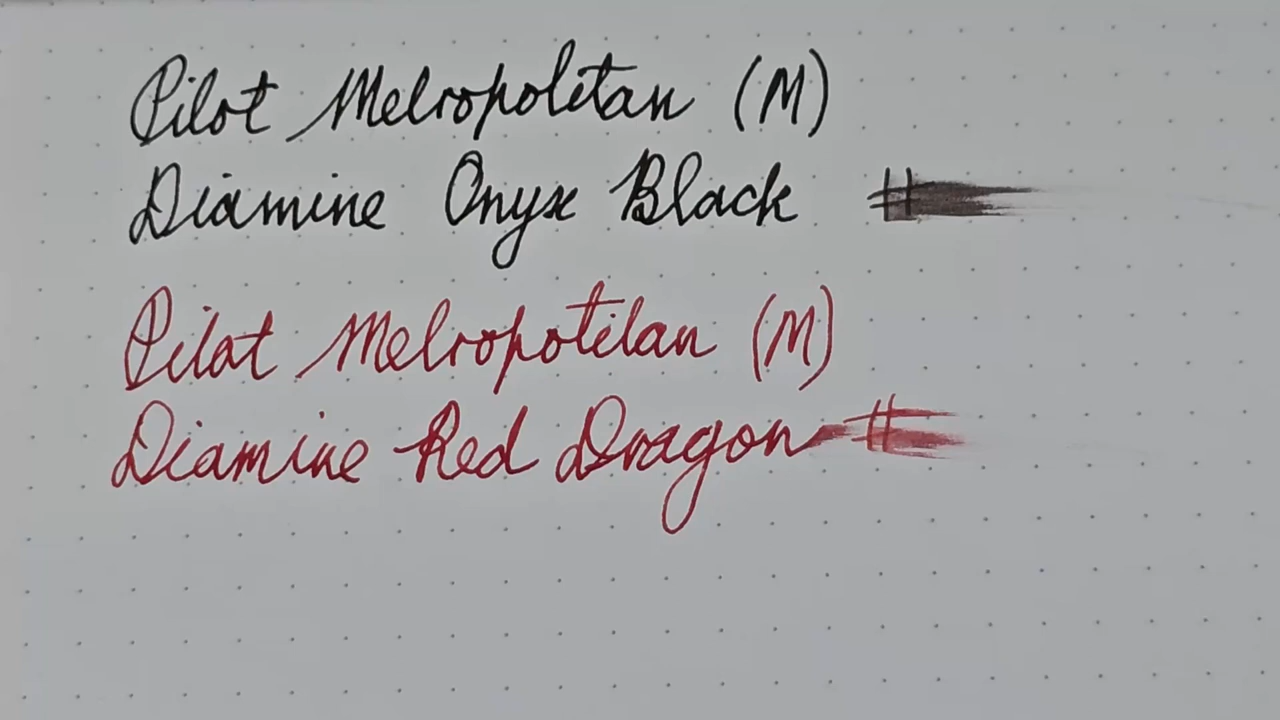 Pilot Metropolitan (M)
Diamine Onyx Black #
Pilot Metropolitan (M)
Diamine Red Dragon #